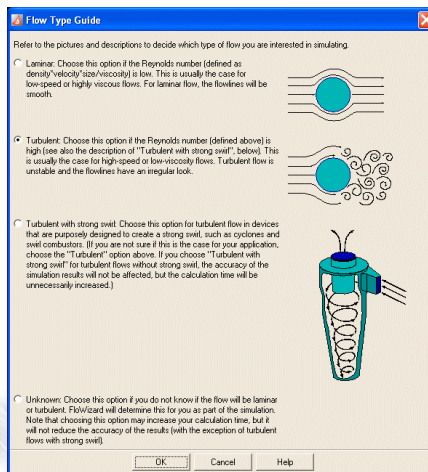 Flow Type Guide
Refer to the pictures and descriptions to decide which type of flow you are interested in simulating.
Laminar: Choose this option if the Reynolds number (defined as
density*velocity*size/viscosity) is low. This is usually the case for
low-speed or highly viscous flows. For laminar flow, the flowlines will be
smooth.
Turbulent: Choose this option if the Reynolds number (defined above) is
high (see also the description of "Turbulent with strong swirl", below). This
is usually the case for high-speed or low-viscosity flows. Turbulent flow is
unstable and the flowlines have an irregular look.
Turbulent with strong swirl: Choose this option for turbulent flow in devices
that are purposely designed to create a strong swirl, such as cyclones and
swirl combustors. (If you are not sure if this is the case for your application,
choose the "Turbulent" option above. If you choose "Turbulent with
strong swirl" for turbulent flows without strong swirl, the accuracy of the
simulation results will not be affected, but the calculation time will be
unnecessarily increased.)
Unknown: Choose this option if you do not know if the flow will be laminar
or turbulent. FloWizard will determine this for you as part of the simulation.
Note that choosing this option may increase your calculation time, but it
will not reduce the accuracy of the results (with the exception of turbulent
flows with strong swirl).
OK Cancel Help